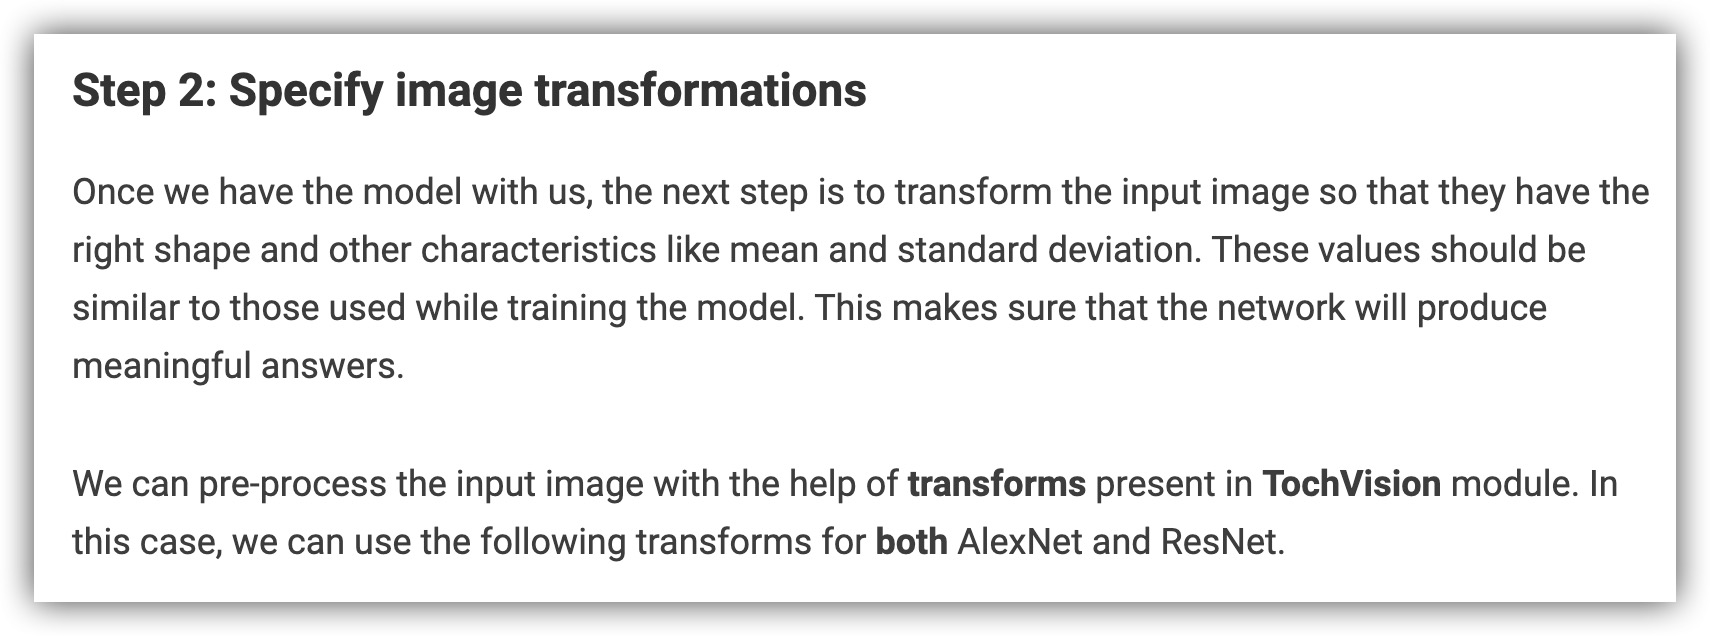 Step 2: Specify image transformations
Once we have the model with us, the next step is to transform the input image so that they have the
right shape and other characteristics like mean and standard deviation. These values should be
similar to those used while training the model. This makes sure that the network will produce
meaningful answers.
We can pre-process the input image with the help of transforms present in TochVision module. In
this case, we can use the following transforms for both AlexNet and ResNet.